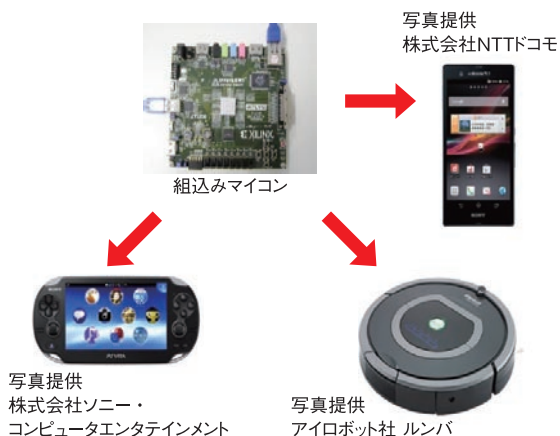 写真提供
株式会社NTTドコモ
XILINX
組込みマイコン
SONY
写真提供
株式会社ソニー・
コンピュータエンタテインメント
写真提供
アイロボット社 ルンバ